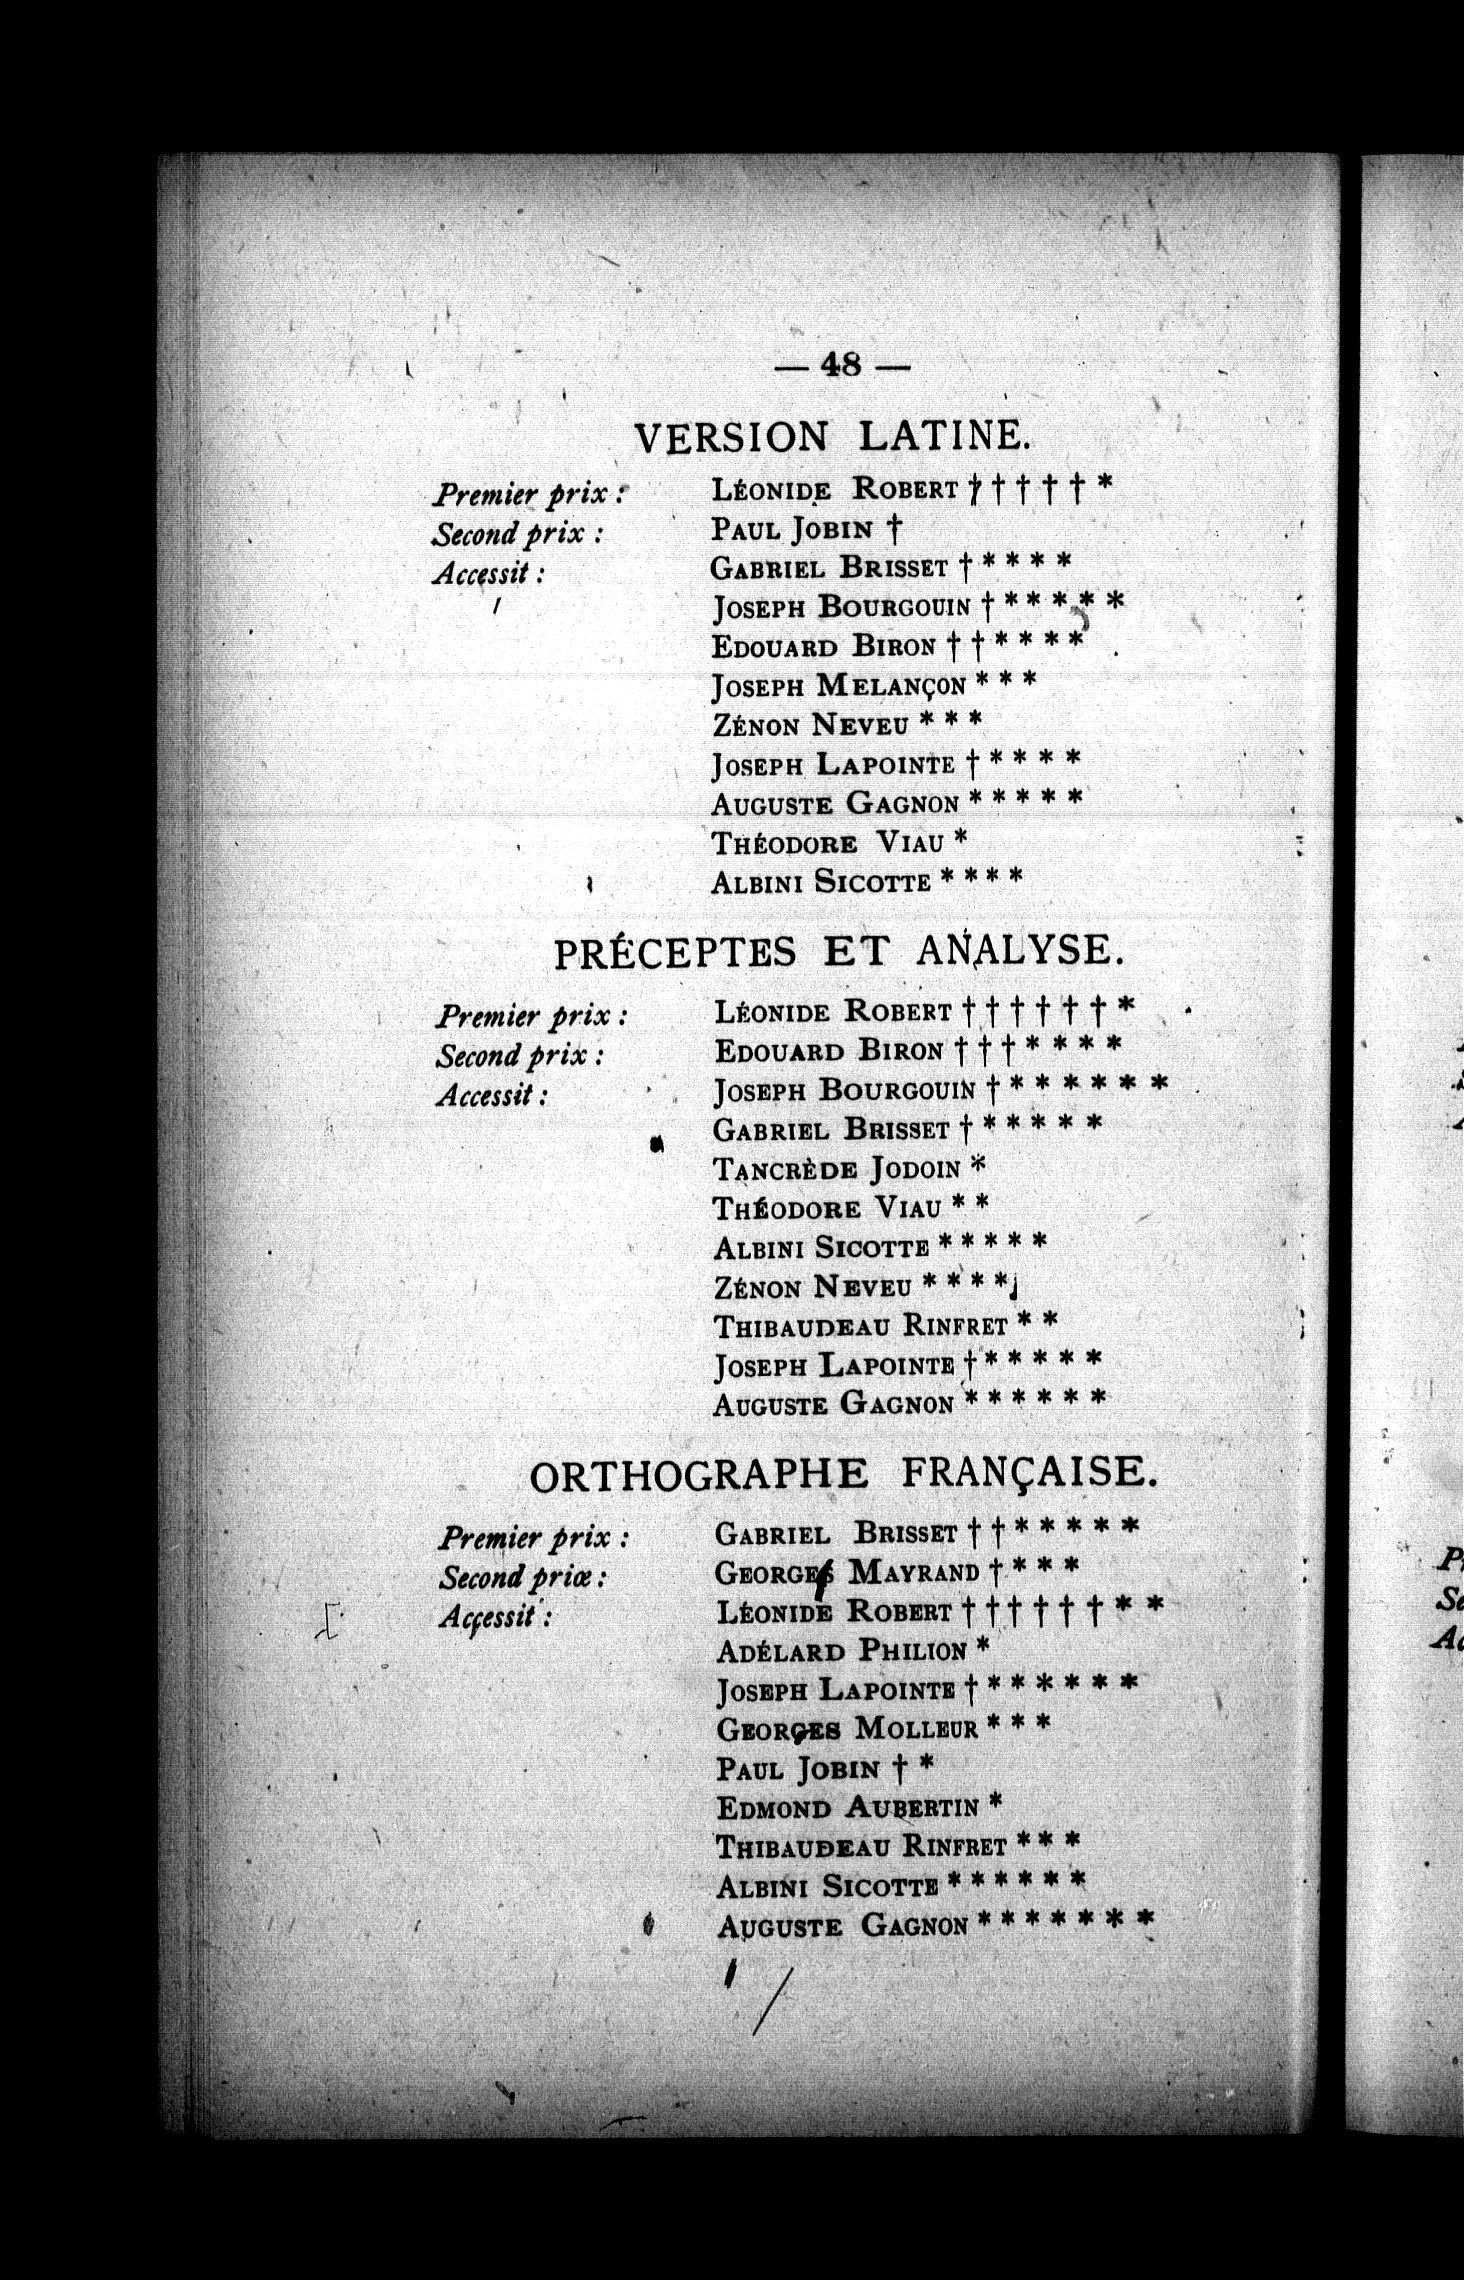 — 48 —
VERSION LATINE.
Premier prix : LÉONIDE ROBERT † † † † † *
Second prix : PAUL JOBIN †
Accessit : GABRIEL BRISSET † * * * *
JOSEPH BOURGOUIN † * * * * *
EDOUARD BIRON † † * * * *
JOSEPH MELANÇON * * *
ZÉNON NEVEU * * *
JOSEPH LAPOINTE † * * * *
AUGUSTE GAGNON * * * * *
THÉODORE VIAU *
ALBINI SICOTTE * * * *
PRÉCEPTES ET ANALYSE.
Premier prix : LÉONIDE ROBERT † † † † † † *
Second prix : EDOUARD BIRON † † † * * * *
Accessit : JOSEPH BOURGOUIN † * * * * * *
GABRIEL BRISSET † * * * * *
TANCRÈDE JODOIN *
THÉODORE VIAU * *
ALBINI SICOTTE * * * * *
ZÉNON NEVEU * * * *
THIBAUDEAU RINFRET * *
JOSEPH LAPOINTE † * * * * *
AUGUSTE GAGNON * * * * * *
ORTHOGRAPHE FRANÇAISE.
Premier prix : GABRIEL BRISSET † † * * * * *
Second priœ : GEORGES MAYRAND † * * *
Accessit : LÉONIDE ROBERT † † † † † † * *
ADÉLARD PHILION *
JOSEPH LAPOINTE † * * * * * *
GEORGES MOLLEUR * * *
PAUL JOBIN † *
EDMOND AUBERTIN *
THIBAUDEAU RINFRET * * *
ALBINI SICOTTE * * * * * *
AUGUSTE GAGNON * * * * * * *